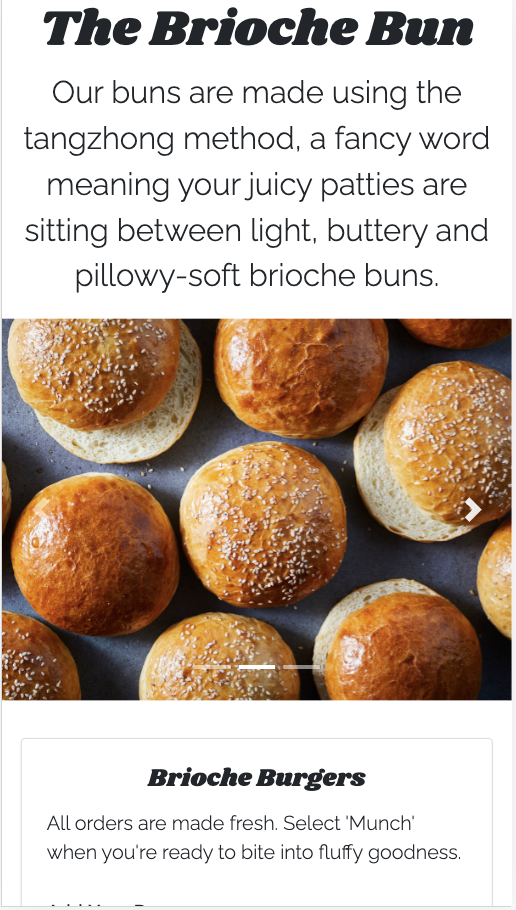 The Brioche Bun
Our buns are made using the
tangzhong method, a fancy word
meaning your juicy patties are
sitting between light, buttery and
pillowy-soft brioche buns.
Brioche Burgers
All orders are made fresh. Select 'Munch'
when you're ready to bite into fluffy goodness.